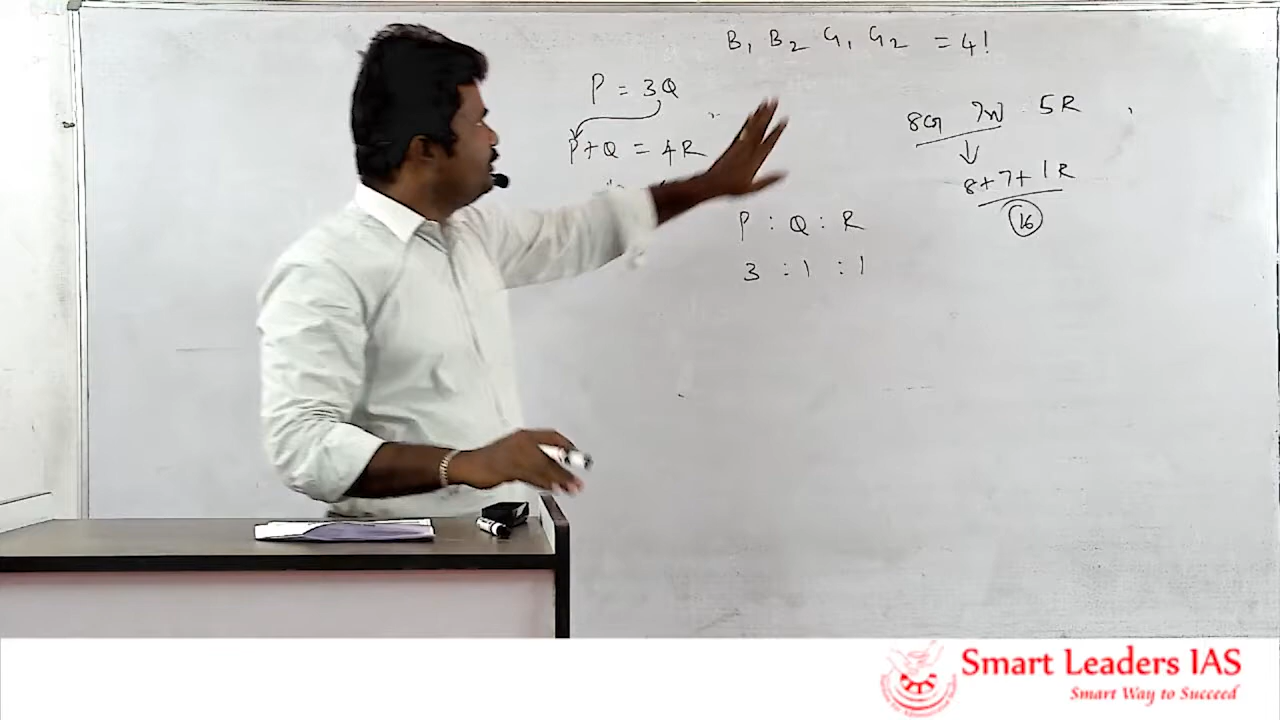 B₁ B₂ G₁ G₂ = 4!
P = 3Q
P+Q = 4R
P : Q : R
3 : 1 : 1
8G 7W 5R
8+7+1R
16
Smart Leaders IAS
Smart Way to Succeed